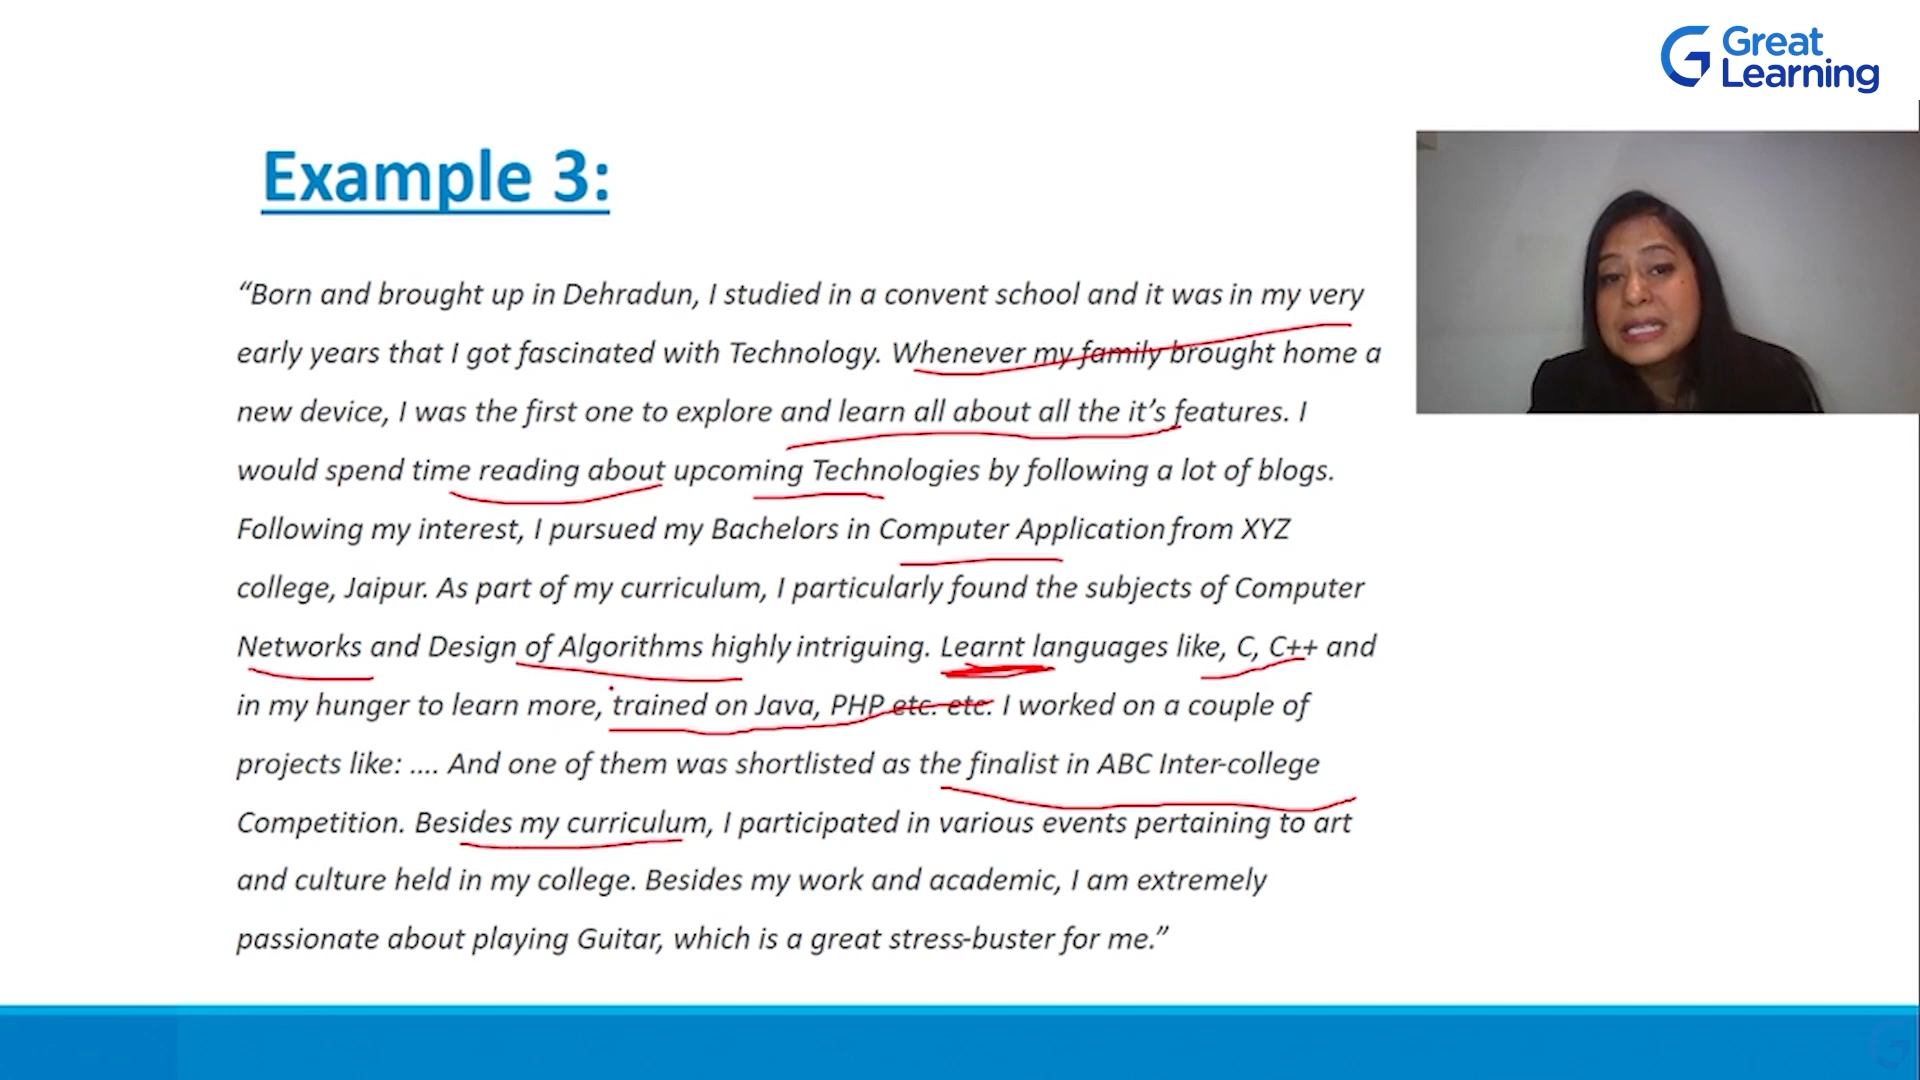 Great
Learning
Example 3:
“Born and brought up in Dehradun, I studied in a convent school and it was in my very
early years that I got fascinated with Technology. Whenever my family brought home a
new device, I was the first one to explore and learn all about all the it’s features. I
would spend time reading about upcoming Technologies by following a lot of blogs.
Following my interest, I pursued my Bachelors in Computer Application from XYZ
college, Jaipur. As part of my curriculum, I particularly found the subjects of Computer
Networks and Design of Algorithms highly intriguing. Learnt languages like, C, C++ and
in my hunger to learn more, trained on Java, PHP etc. etc. I worked on a couple of
projects like: .... And one of them was shortlisted as the finalist in ABC Inter-college
Competition. Besides my curriculum, I participated in various events pertaining to art
and culture held in my college. Besides my work and academic, I am extremely
passionate about playing Guitar, which is a great stress-buster for me.”